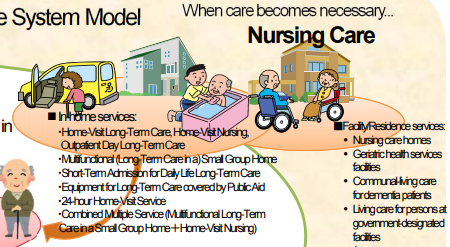 e System Model
When care becomes necessary...
Nursing Care
in
■ In-home services:
・Home-Visit Long-Term Care, Home-Visit Nursing,
Outpatient Day Long-Term Care
・Multifunctional (Long-Term Care in a) Small Group Home
・Short-Term Admission for Daily Life Long-Term Care
・Equipment for Long-Term Care covered by Public Aid
・24-hour Home-Visit Service
・Combined Multiple Service (Multifunctional Long-Term
Care in a Small Group Home + Home-Visit Nursing)
■Facility/Residence services:
• Nursing care homes
• Geriatric health services
facilities
• Communal-living care
for dementia patients
• Living care for persons at
government-designated
facilities